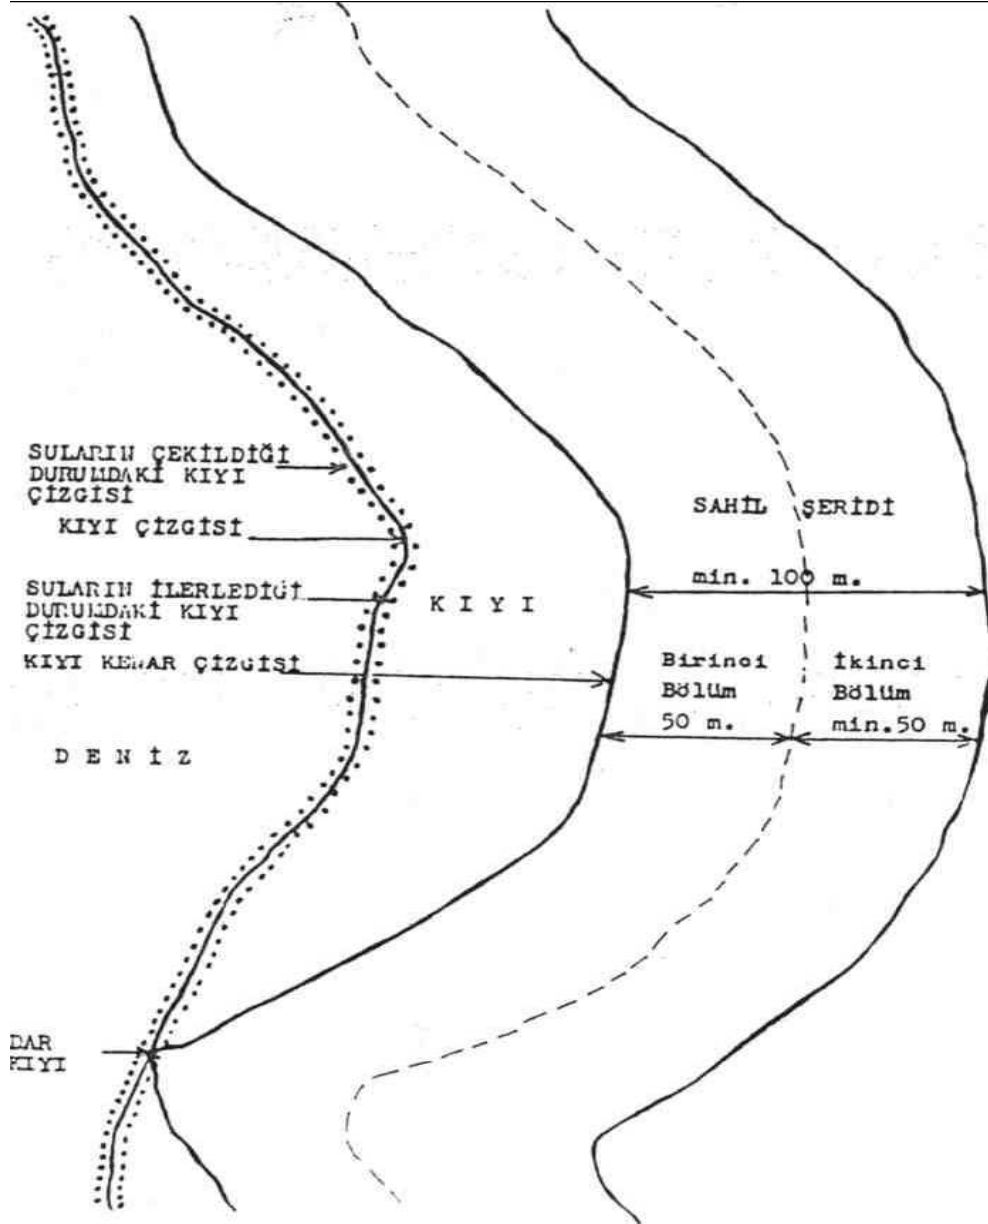 SULARIN ÇEKİLDİĞİ
DURUMDAKİ KIYI
ÇİZGİSİ
KIYI ÇİZGİSİ
SULARIN İLERLEDİĞİ
DURUMDAKİ KIYI
ÇİZGİSİ
KIYI KENAR ÇİZGİSİ
D E N İ Z
K I Y I
SAHİL ŞERİDİ
min. 100 m.
Birinci
Bölüm
50 m.
İkinci
Bölüm
min.50 m.
DAR
KIYI